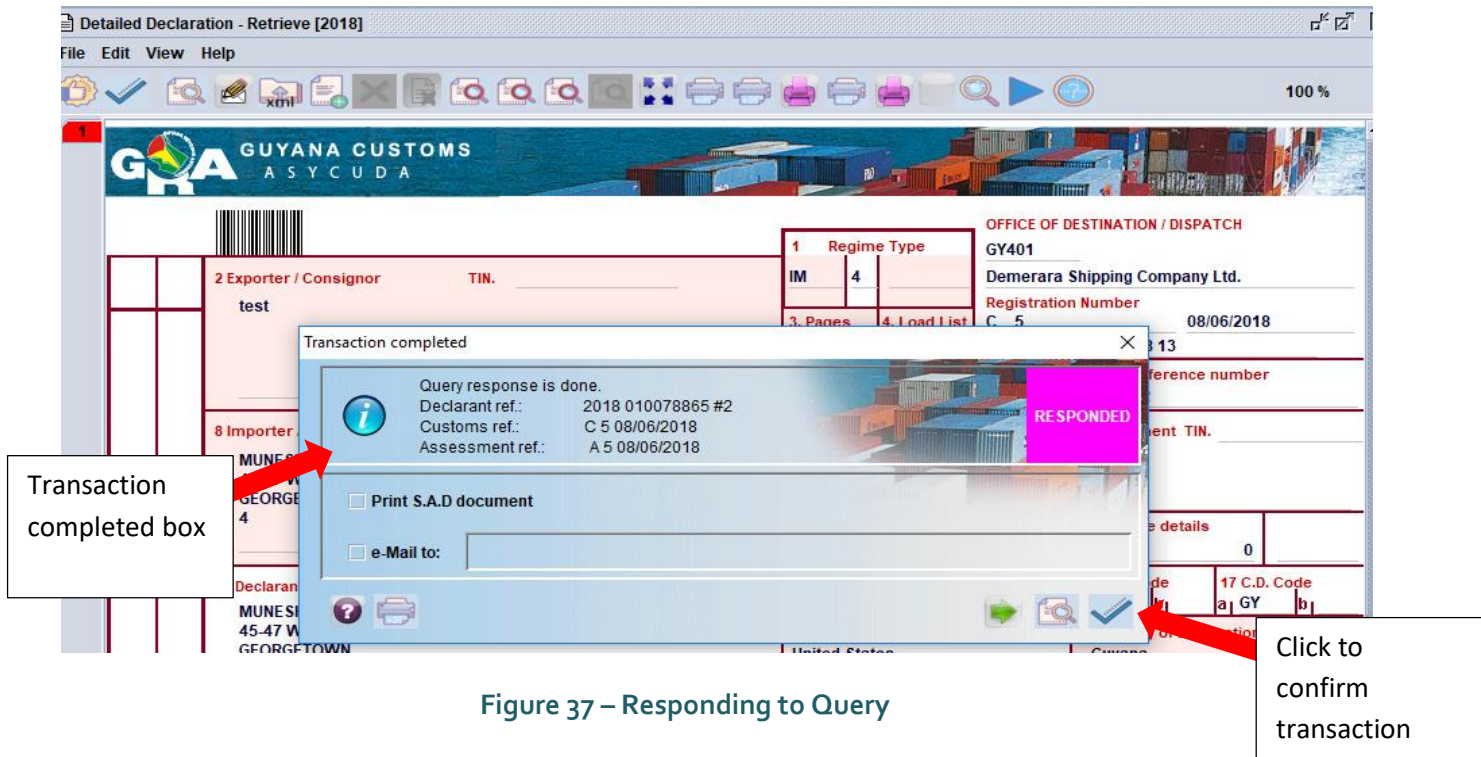 Detailed Declaration - Retrieve [2018]
File Edit View Help
xml
100 %
1
GRA GUYANA CUSTOMS
ASYCUDA
OFFICE OF DESTINATION / DISPATCH
1 Regime Type
GY401
2 Exporter / Consignor TIN.
IM 4
Demerara Shipping Company Ltd.
test
Registration Number
3. Pages 4. Load List
C 5 08/06/2018
13
Transaction completed
Query response is done.
Declarant ref.: 2018 010078865 #2
Customs ref.: C 5 08/06/2018
Assessment ref.: A 5 08/06/2018
RESPONDED
number
TIN.
8 Importer
GEORGE
4
Print S.A.D document
e-Mail to:
details
0
17 C.D. Code
a GY b
45-47 W
GEORGETOWN
United States
Guyana
Transaction
completed box
Click to
confirm
transaction
Figure 37 – Responding to Query